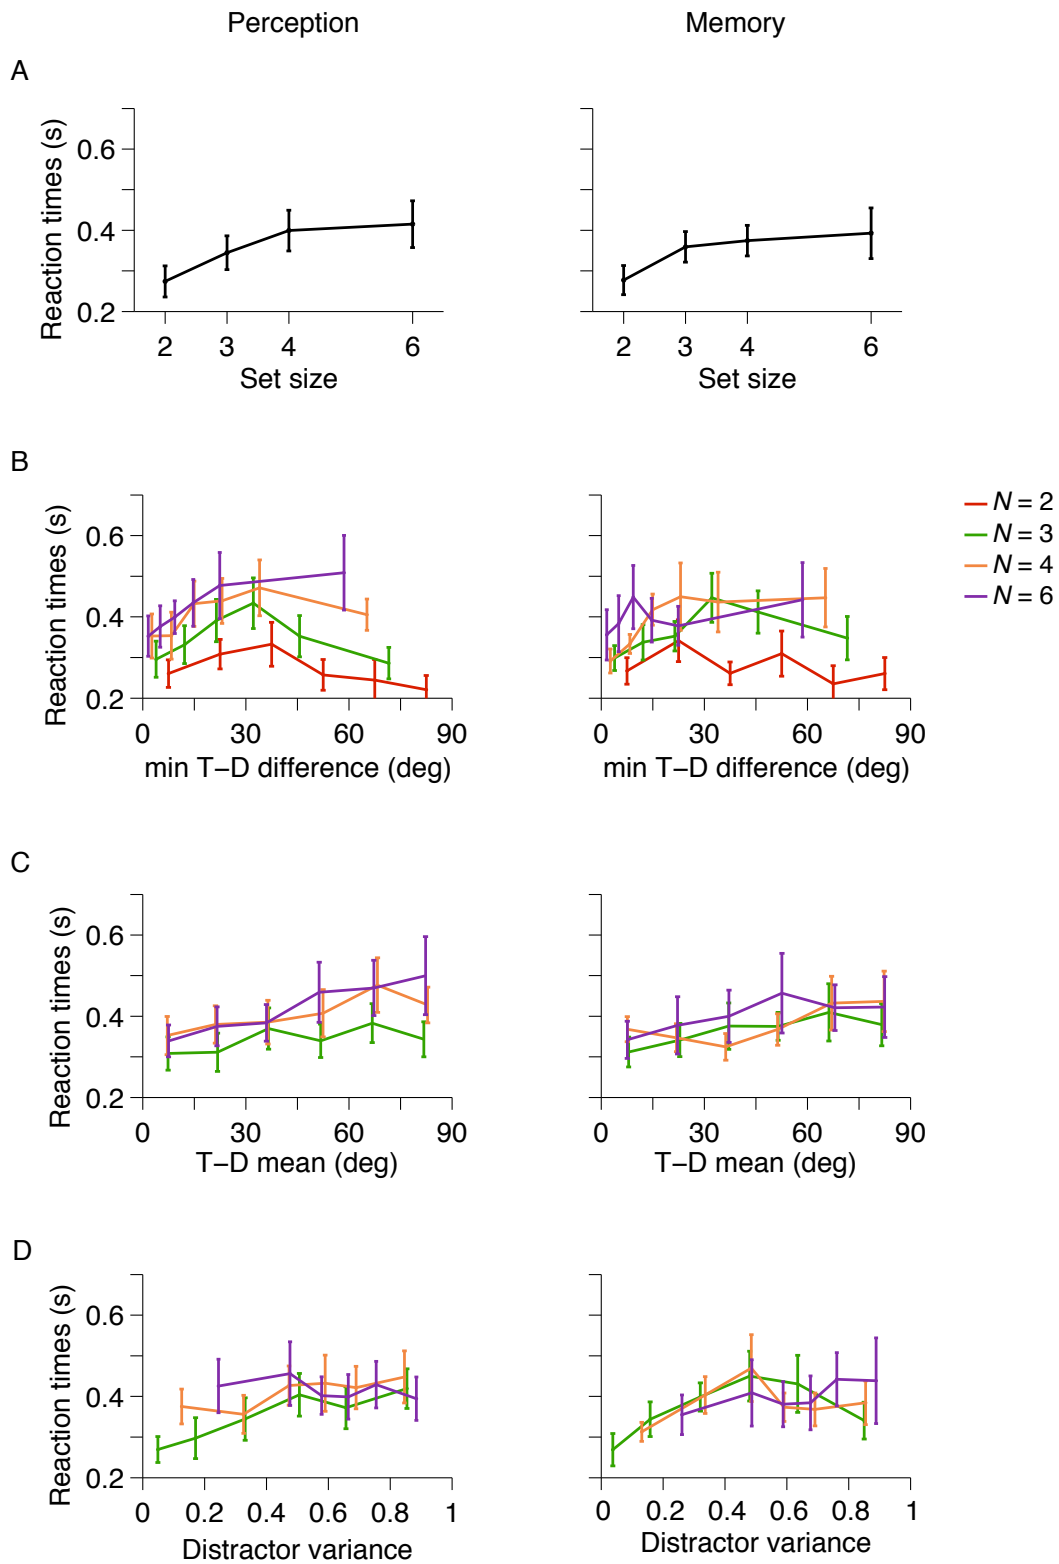 Perception
Memory
A
Reaction times (s)
0.6
0.4
0.2
2 3 4 6
Set size
2 3 4 6
Set size
B
Reaction times (s)
0.6
0.4
0.2
0 30 60 90
min T–D difference (deg)
0 30 60 90
min T–D difference (deg)
N = 2
N = 3
N = 4
N = 6
C
Reaction times (s)
0.6
0.4
0.2
0 30 60 90
T–D mean (deg)
0 30 60 90
T–D mean (deg)
D
Reaction times (s)
0.6
0.4
0.2
0 0.2 0.4 0.6 0.8 1
Distractor variance
0 0.2 0.4 0.6 0.8 1
Distractor variance